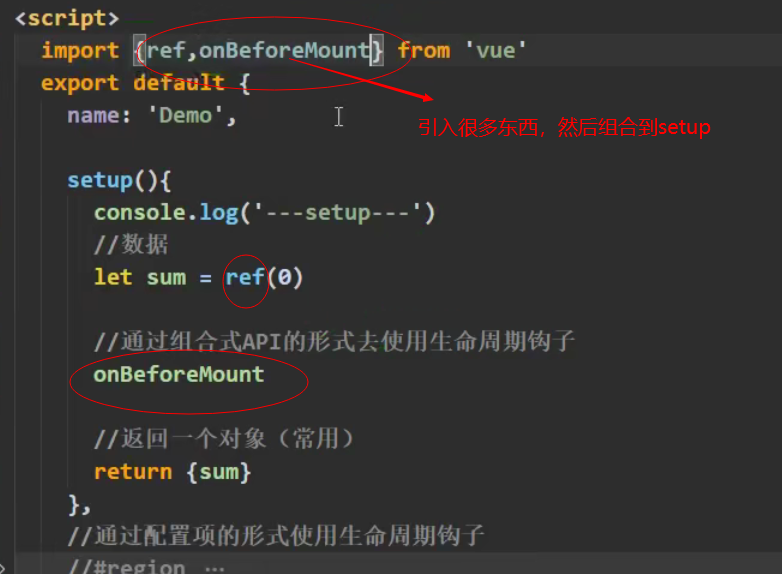 <script>
import {ref,onBeforeMount} from 'vue'
export default {
name: 'Demo',
引入很多东西，然后组合到setup
setup(){
console.log('---setup---')
//数据
let sum = ref(0)
//通过组合式API的形式去使用生命周期钩子
onBeforeMount
//返回一个对象（常用）
return {sum}
},
//通过配置项的形式使用生命周期钩子
//#region ···